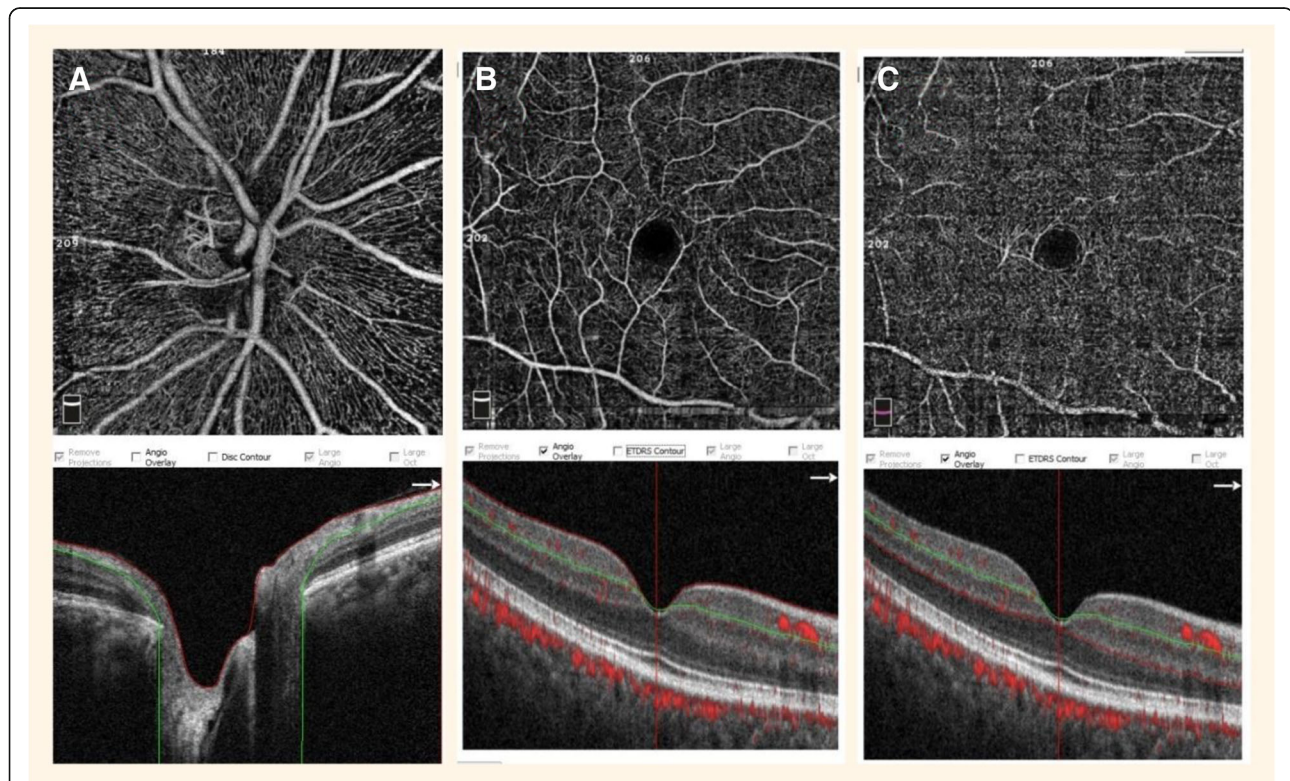 A
184
209
Remove Projections
Angio Overlay
Disc Contour
Large Angio
Large Oct
B
206
202
Remove Projections
Angio Overlay
ETDRS Contour
Large Angio
Large Oct
C
206
202
Remove Projections
Angio Overlay
ETDRS Contour
Large Angio
Large Oct